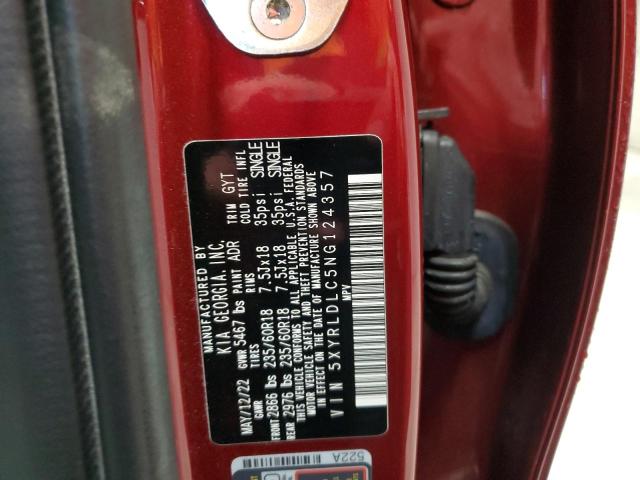 MANUFACTURED BY
KIA GEORGIA, INC.
MAY/12/22 GVWR 5467 lbs PAINT ADR TRIM GYT
GAWR TIRES RIMS COLD TIRE INFL
FRONT 2866 lbs 235/60R18 7.5Jx18 35psi SINGLE
REAR 2976 lbs 235/60R18 7.5Jx18 35psi SINGLE
THIS VEHICLE CONFORMS TO ALL APPLICABLE U.S.A. FEDERAL
MOTOR VEHICLE SAFETY AND THEFT PREVENTION STANDARDS
IN EFFECT ON THE DATE OF MANUFACTURE SHOWN ABOVE
VIN 5XYRLDLC5NG124357
MPV
522A